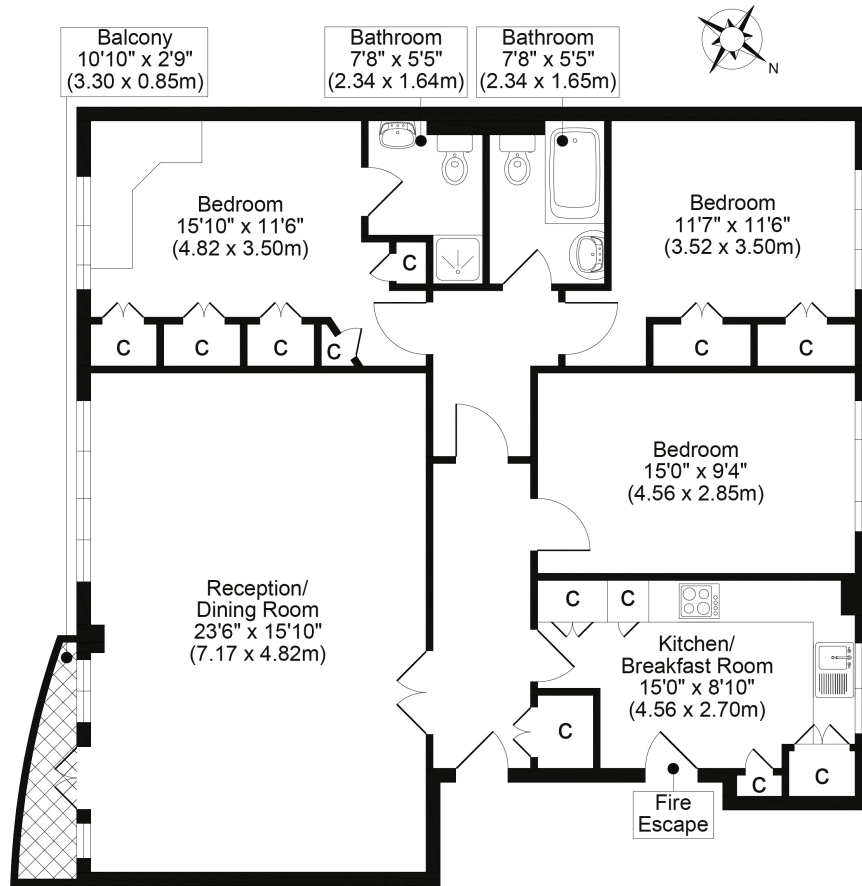 Balcony
10'10" x 2'9"
(3.30 x 0.85m)
Bathroom
7'8" x 5'5"
(2.34 x 1.64m)
Bathroom
7'8" x 5'5"
(2.34 x 1.65m)
N
Bedroom
15'10" x 11'6"
(4.82 x 3.50m)
Bedroom
11'7" x 11'6"
(3.52 x 3.50m)
C
C
C
C
C
C
C
Bedroom
15'0" x 9'4"
(4.56 x 2.85m)
Reception/
Dining Room
23'6" x 15'10"
(7.17 x 4.82m)
C
C
Kitchen/
Breakfast Room
15'0" x 8'10"
(4.56 x 2.70m)
C
C
C
Fire
Escape